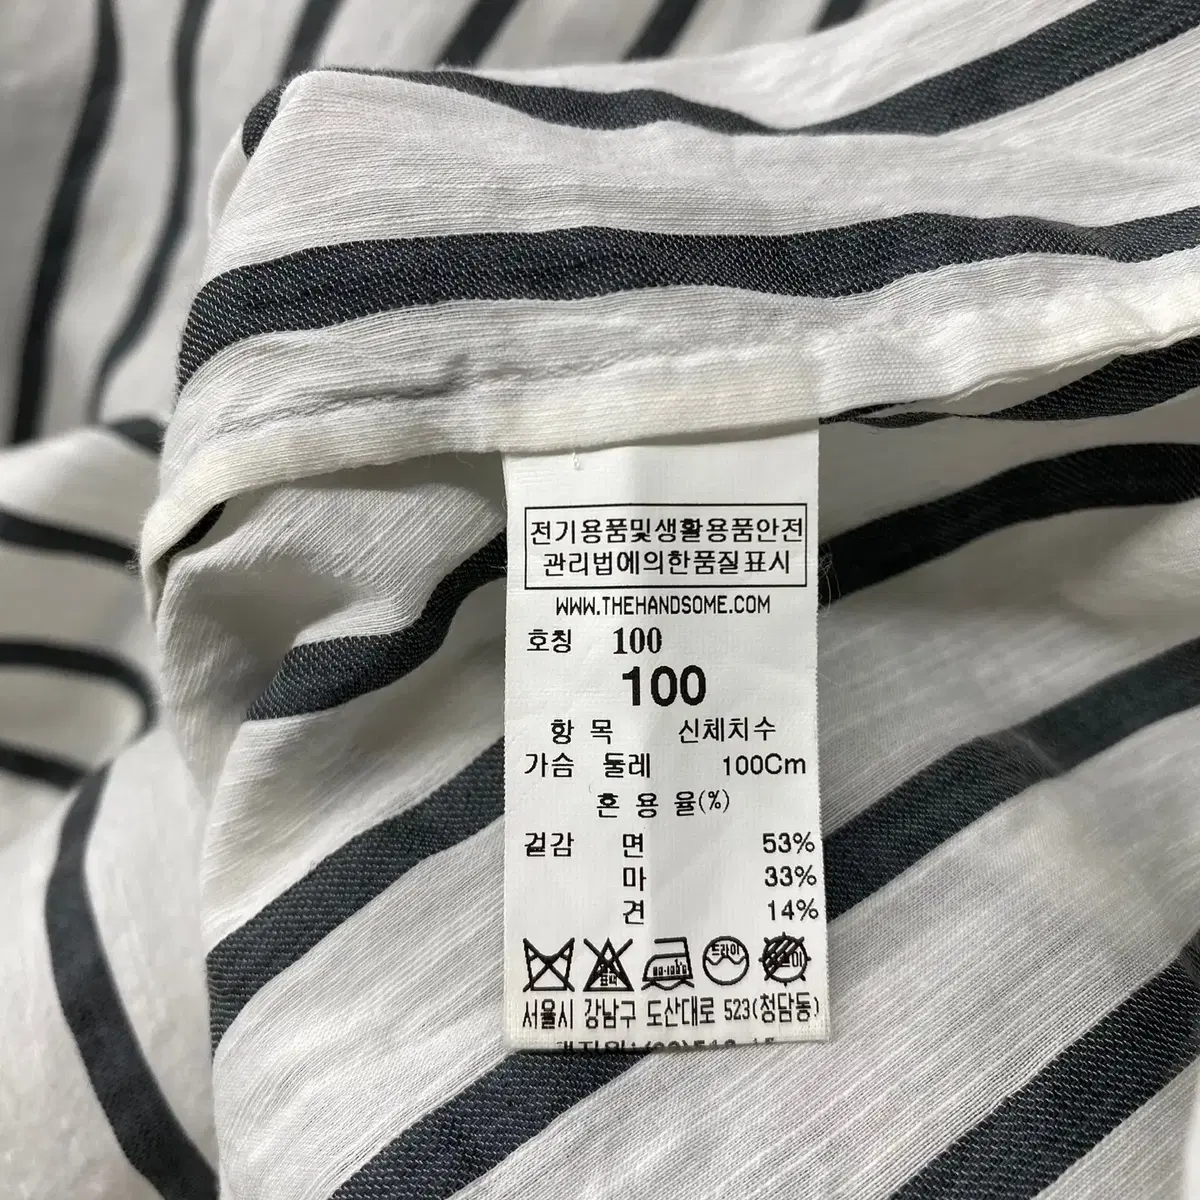 전기용품및생활용품안전
관리법에의한품질표시
WWW.THEHANDSOME.COM
호칭 100
100
항 목 신체치수
가슴 둘레 100Cm
혼 용 율(%)
겉감 면 53%
마 33%
견 14%
드라이
서울시 강남구 도산대로 523(청담동)